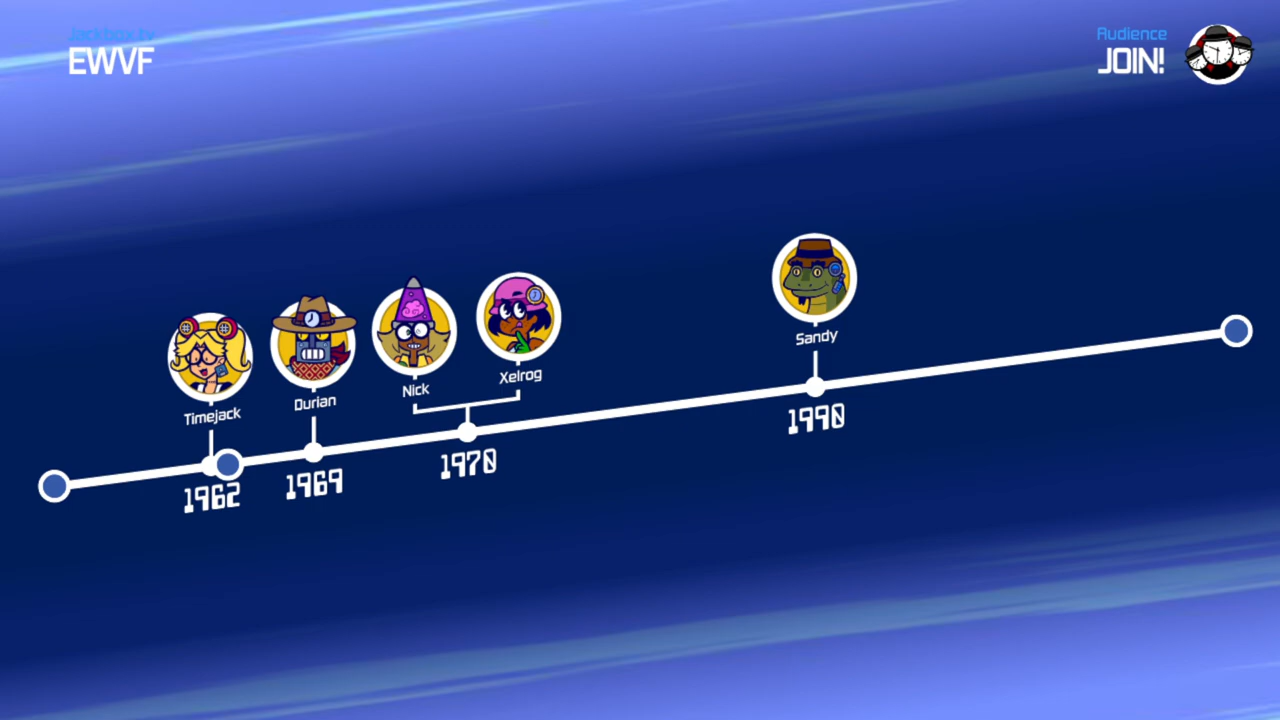 Jackbox.tv
EWVF
Audience
JOIN!
Timejack
Durian
Nick
Xelrog
Sandy
1962
1969
1970
1990